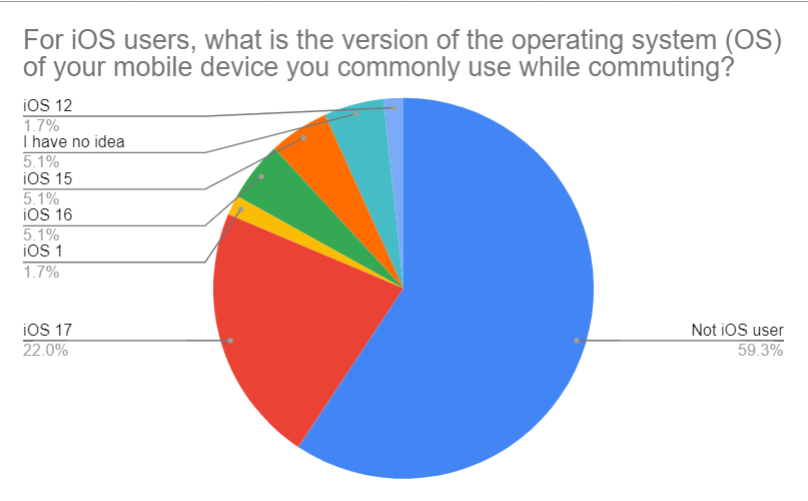 For iOS users, what is the version of the operating system (OS)
of your mobile device you commonly use while commuting?
iOS 12
1.7%
I have no idea
5.1%
iOS 15
5.1%
iOS 16
5.1%
iOS 1
1.7%
iOS 17
22.0%
Not iOS user
59.3%